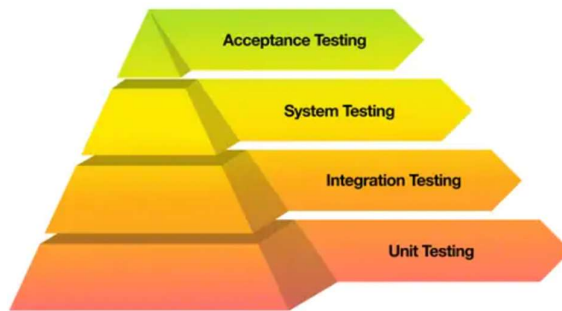 Acceptance Testing
System Testing
Integration Testing
Unit Testing